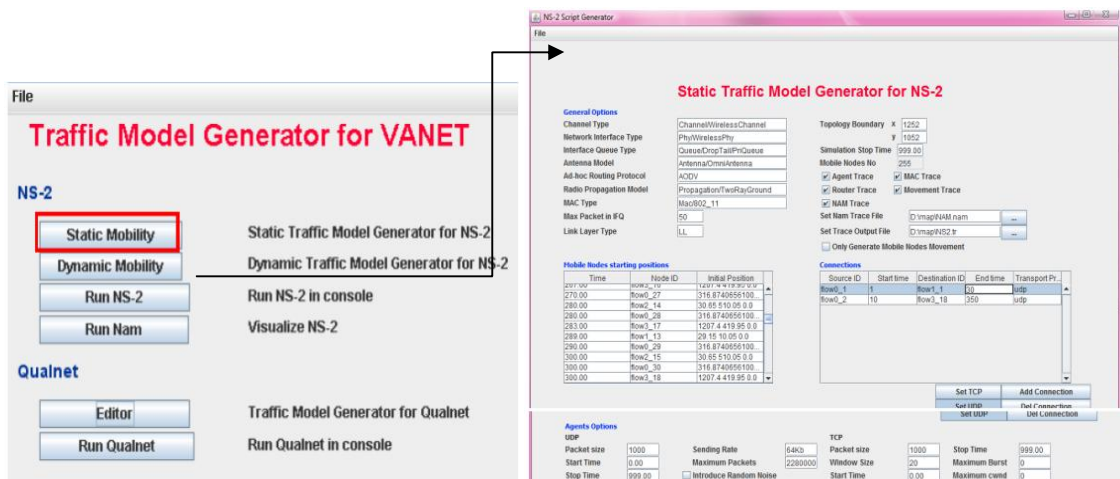 File
Traffic Model Generator for VANET
NS-2
Static Mobility Static Traffic Model Generator for NS-2
Dynamic Mobility Dynamic Traffic Model Generator for NS-2
Run NS-2 Run NS-2 in console
Run Nam Visualize NS-2
Qualnet
Editor Traffic Model Generator for Qualnet
Run Qualnet Run Qualnet in console
NS-2 Script Generator
File
Static Traffic Model Generator for NS-2
General Options
Channel Type Channel/WirelessChannel Topology Boundary x 1252
Network Interface Type Phy/WirelessPhy y 1052
Interface Queue Type Queue/DropTail/PriQueue Simulation Stop Time 999.00
Antenna Model Antenna/OmniAntenna Mobile Nodes No 255
Ad-hoc Routing Protocol AODV Agent Trace MAC Trace
Radio Propagation Model Propagation/TwoRayGround Router Trace Movement Trace
MAC Type Mac/802_11 NAM Trace
Max Packet in IFQ 50 Set Nam Trace File D:\map\NAM.nam ...
Link Layer Type LL Set Trace Output File D:\map\NS2.tr ...
Only Generate Mobile Nodes Movement
Mobile Nodes starting positions
Time Node ID Initial Position
270.00 flow0_27 316.8740656100...
280.00 flow2_14 30.65 510.05 0.0
280.00 flow0_28 316.8740656100...
283.00 flow3_17 1207.4 419.95 0.0
289.00 flow1_13 29.15 10.05 0.0
290.00 flow0_29 316.8740656100...
300.00 flow2_15 30.65 510.05 0.0
300.00 flow0_30 316.8740656100...
300.00 flow3_18 1207.4 419.95 0.0
Connections
Source ID Start time Destination ID End time Transport Pr...
flow0_1 1 flow1_1 30 udp
flow0_2 10 flow3_18 350 udp
Set TCP Add Connection
Set UDP Del Connection
Set UDP Del Connection
Agents Options
UDP TCP
Packet size 1000 Sending Rate 64Kb Packet size 1000 Stop Time 999.00
Start Time 0.00 Maximum Packets 2280000 Window Size 20 Maximum Burst 0
Stop Time 999.00 Introduce Random Noise Start Time 0.00 Maximum cwnd 0